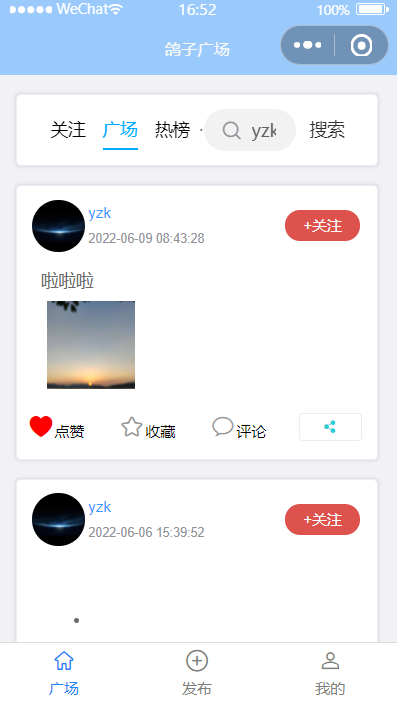 WeChat 16:52 100%
鸽子广场
关注 广场 热榜 · yzk 搜索
yzk
2022-06-09 08:43:28
+关注
啦啦啦
点赞 收藏 评论
yzk
2022-06-06 15:39:52
+关注
广场 发布 我的